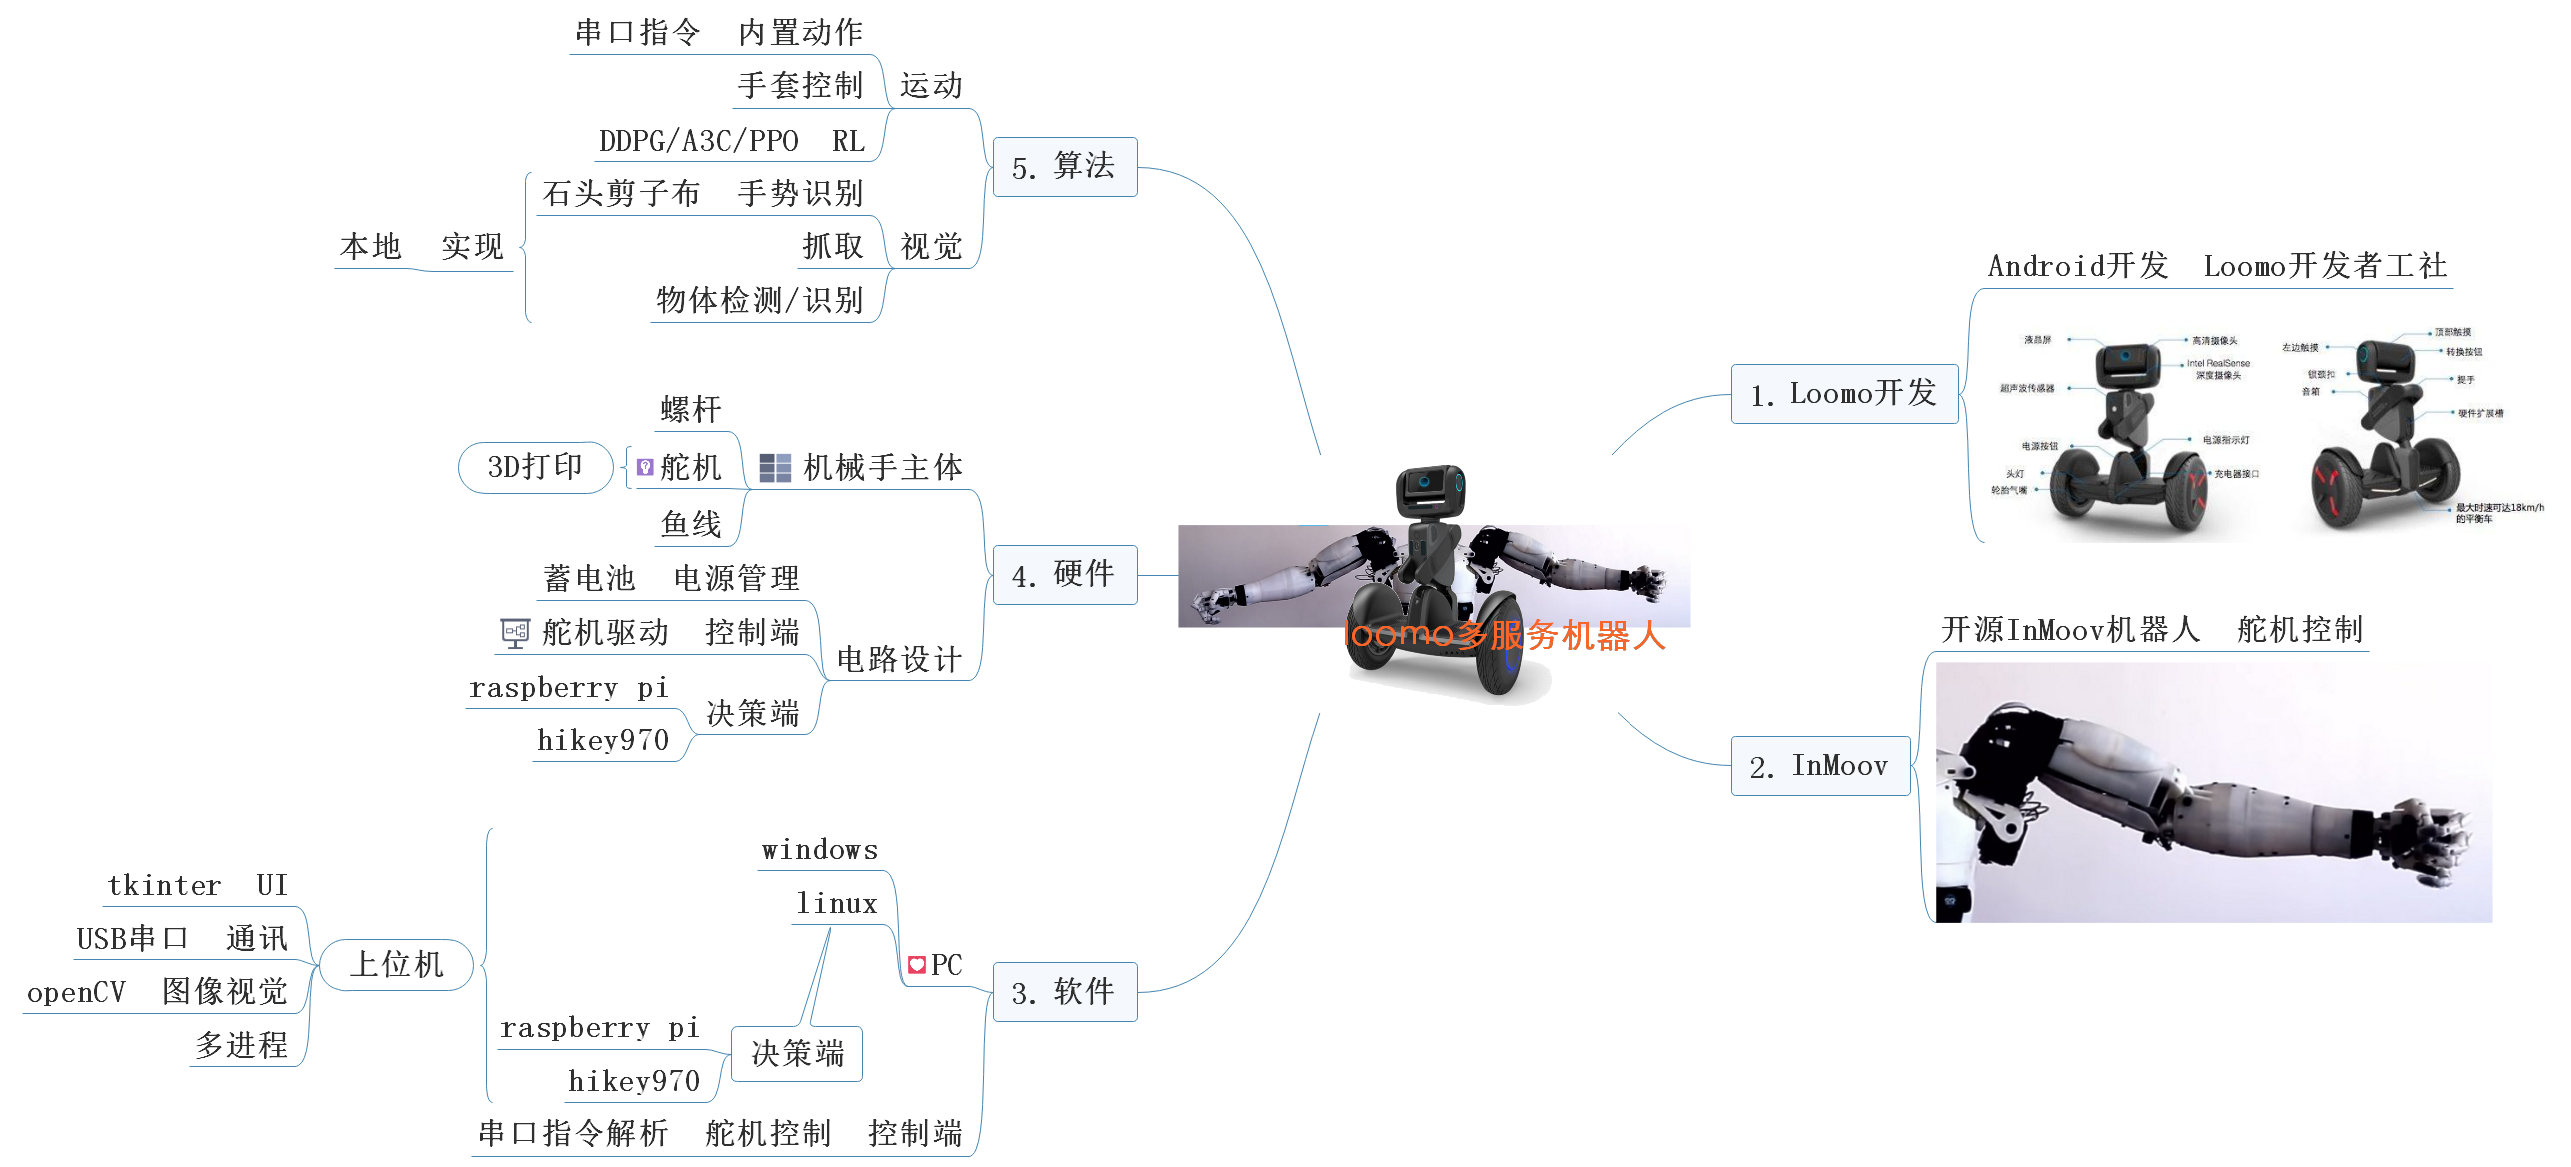 串口指令 内置动作
手套控制
DDPG/A3C/PPO RL
运动
石头剪子布 手势识别
抓取
物体检测/识别
视觉
本地 实现
5. 算法
螺杆
舵机
鱼线
3D打印
机械手主体
蓄电池 电源管理
舵机驱动 控制端
raspberry pi
hikey970
决策端
电路设计
4. 硬件
windows
linux
PC
raspberry pi
hikey970
决策端
tkinter UI
USB串口 通讯
openCV 图像视觉
多进程
上位机
串口指令解析 舵机控制 控制端
3. 软件
loomo多服务机器人
1. Loomo开发
Android开发 Loomo开发者工社
液晶屏
高清摄像头
Intel RealSense
深度摄像头
超声波传感器
电源按钮
电源指示灯
头灯
充电器接口
轮胎气嘴
顶部触摸
左边触摸
转换按钮
锁颈扣
提手
音箱
硬件扩展槽
最大时速可达18km/h
的平衡车
2. InMoov
开源InMoov机器人 舵机控制